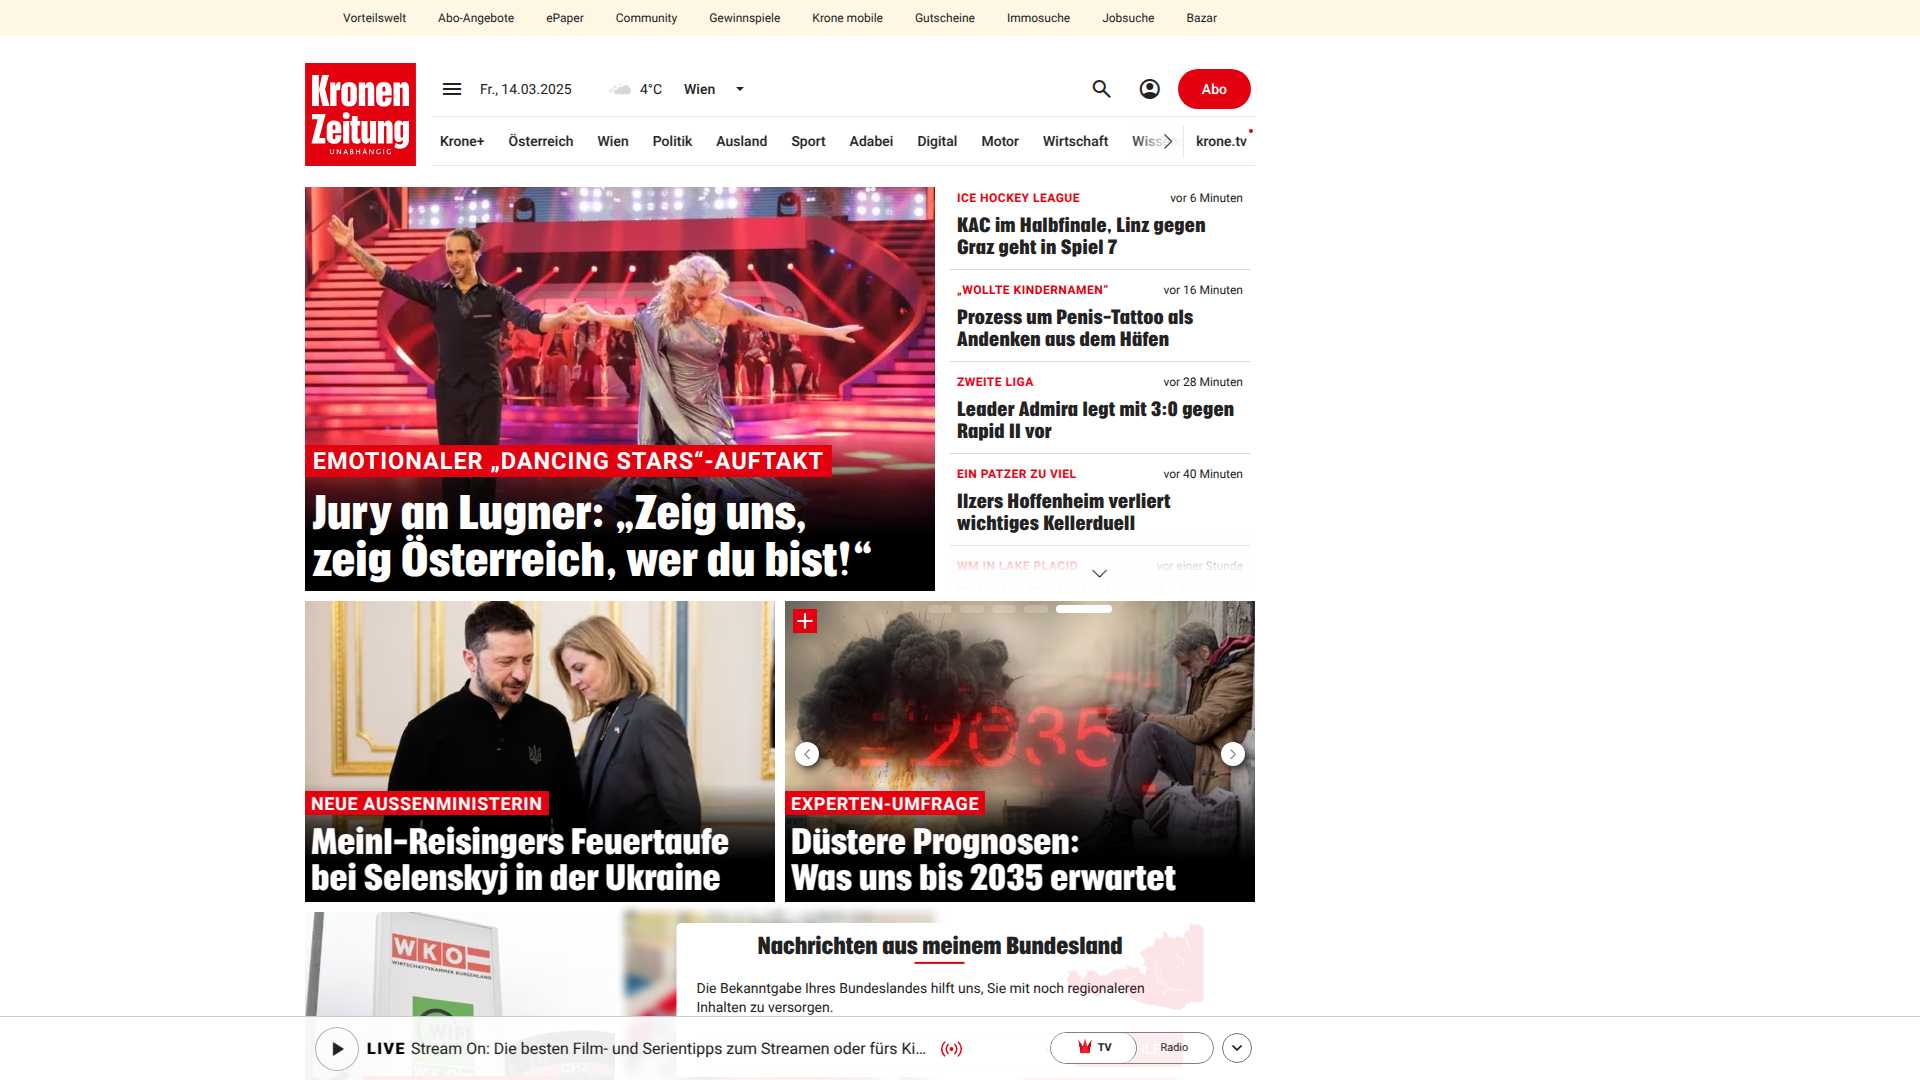 Vorteilswelt Abo-Angebote ePaper Community Gewinnspiele Krone mobile Gutscheine Immosuche Jobsuche Bazar
Kronen
Zeitung
UNABHÄNGIG
Fr., 14.03.2025 4°C Wien
Abo
Krone+ Österreich Wien Politik Ausland Sport Adabei Digital Motor Wirtschaft krone.tv
EMOTIONALER „DANCING STARS“-AUFTAKT
Jury an Lugner: „Zeig uns,
zeig Österreich, wer du bist!“
ICE HOCKEY LEAGUE vor 6 Minuten
KAC im Halbfinale, Linz gegen
Graz geht in Spiel 7
„WOLLTE KINDERNAMEN“ vor 16 Minuten
Prozess um Penis-Tattoo als
Andenken aus dem Häfen
ZWEITE LIGA vor 28 Minuten
Leader Admira legt mit 3:0 gegen
Rapid II vor
EIN PATZER ZU VIEL vor 40 Minuten
Ilzers Hoffenheim verliert
wichtiges Kellerduell
WM IN LAKE PLACID vor einer Stunde
NEUE AUSSENMINISTERIN
Meinl-Reisingers Feuertaufe
bei Selenskyj in der Ukraine
2035
EXPERTEN-UMFRAGE
Düstere Prognosen:
Was uns bis 2035 erwartet
WKO
WIRTSCHAFTSKAMMER BURGENLAND
Nachrichten aus meinem Bundesland
Die Bekanntgabe Ihres Bundeslandes hilft uns, Sie mit noch regionaleren
Inhalten zu versorgen.
LIVE Stream On: Die besten Film- und Serientipps zum Streamen oder fürs Ki...
TV Radio